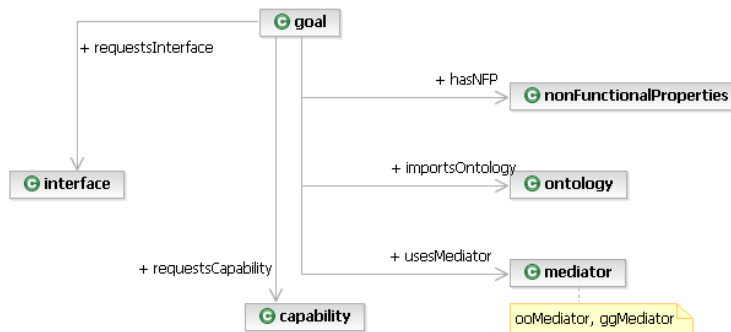 goal
+ requestsInterface
+ hasNFP
nonFunctionalProperties
+ importsOntology
interface
ontology
+ usesMediator
+ requestsCapability
mediator
capability
ooMediator, ggMediator